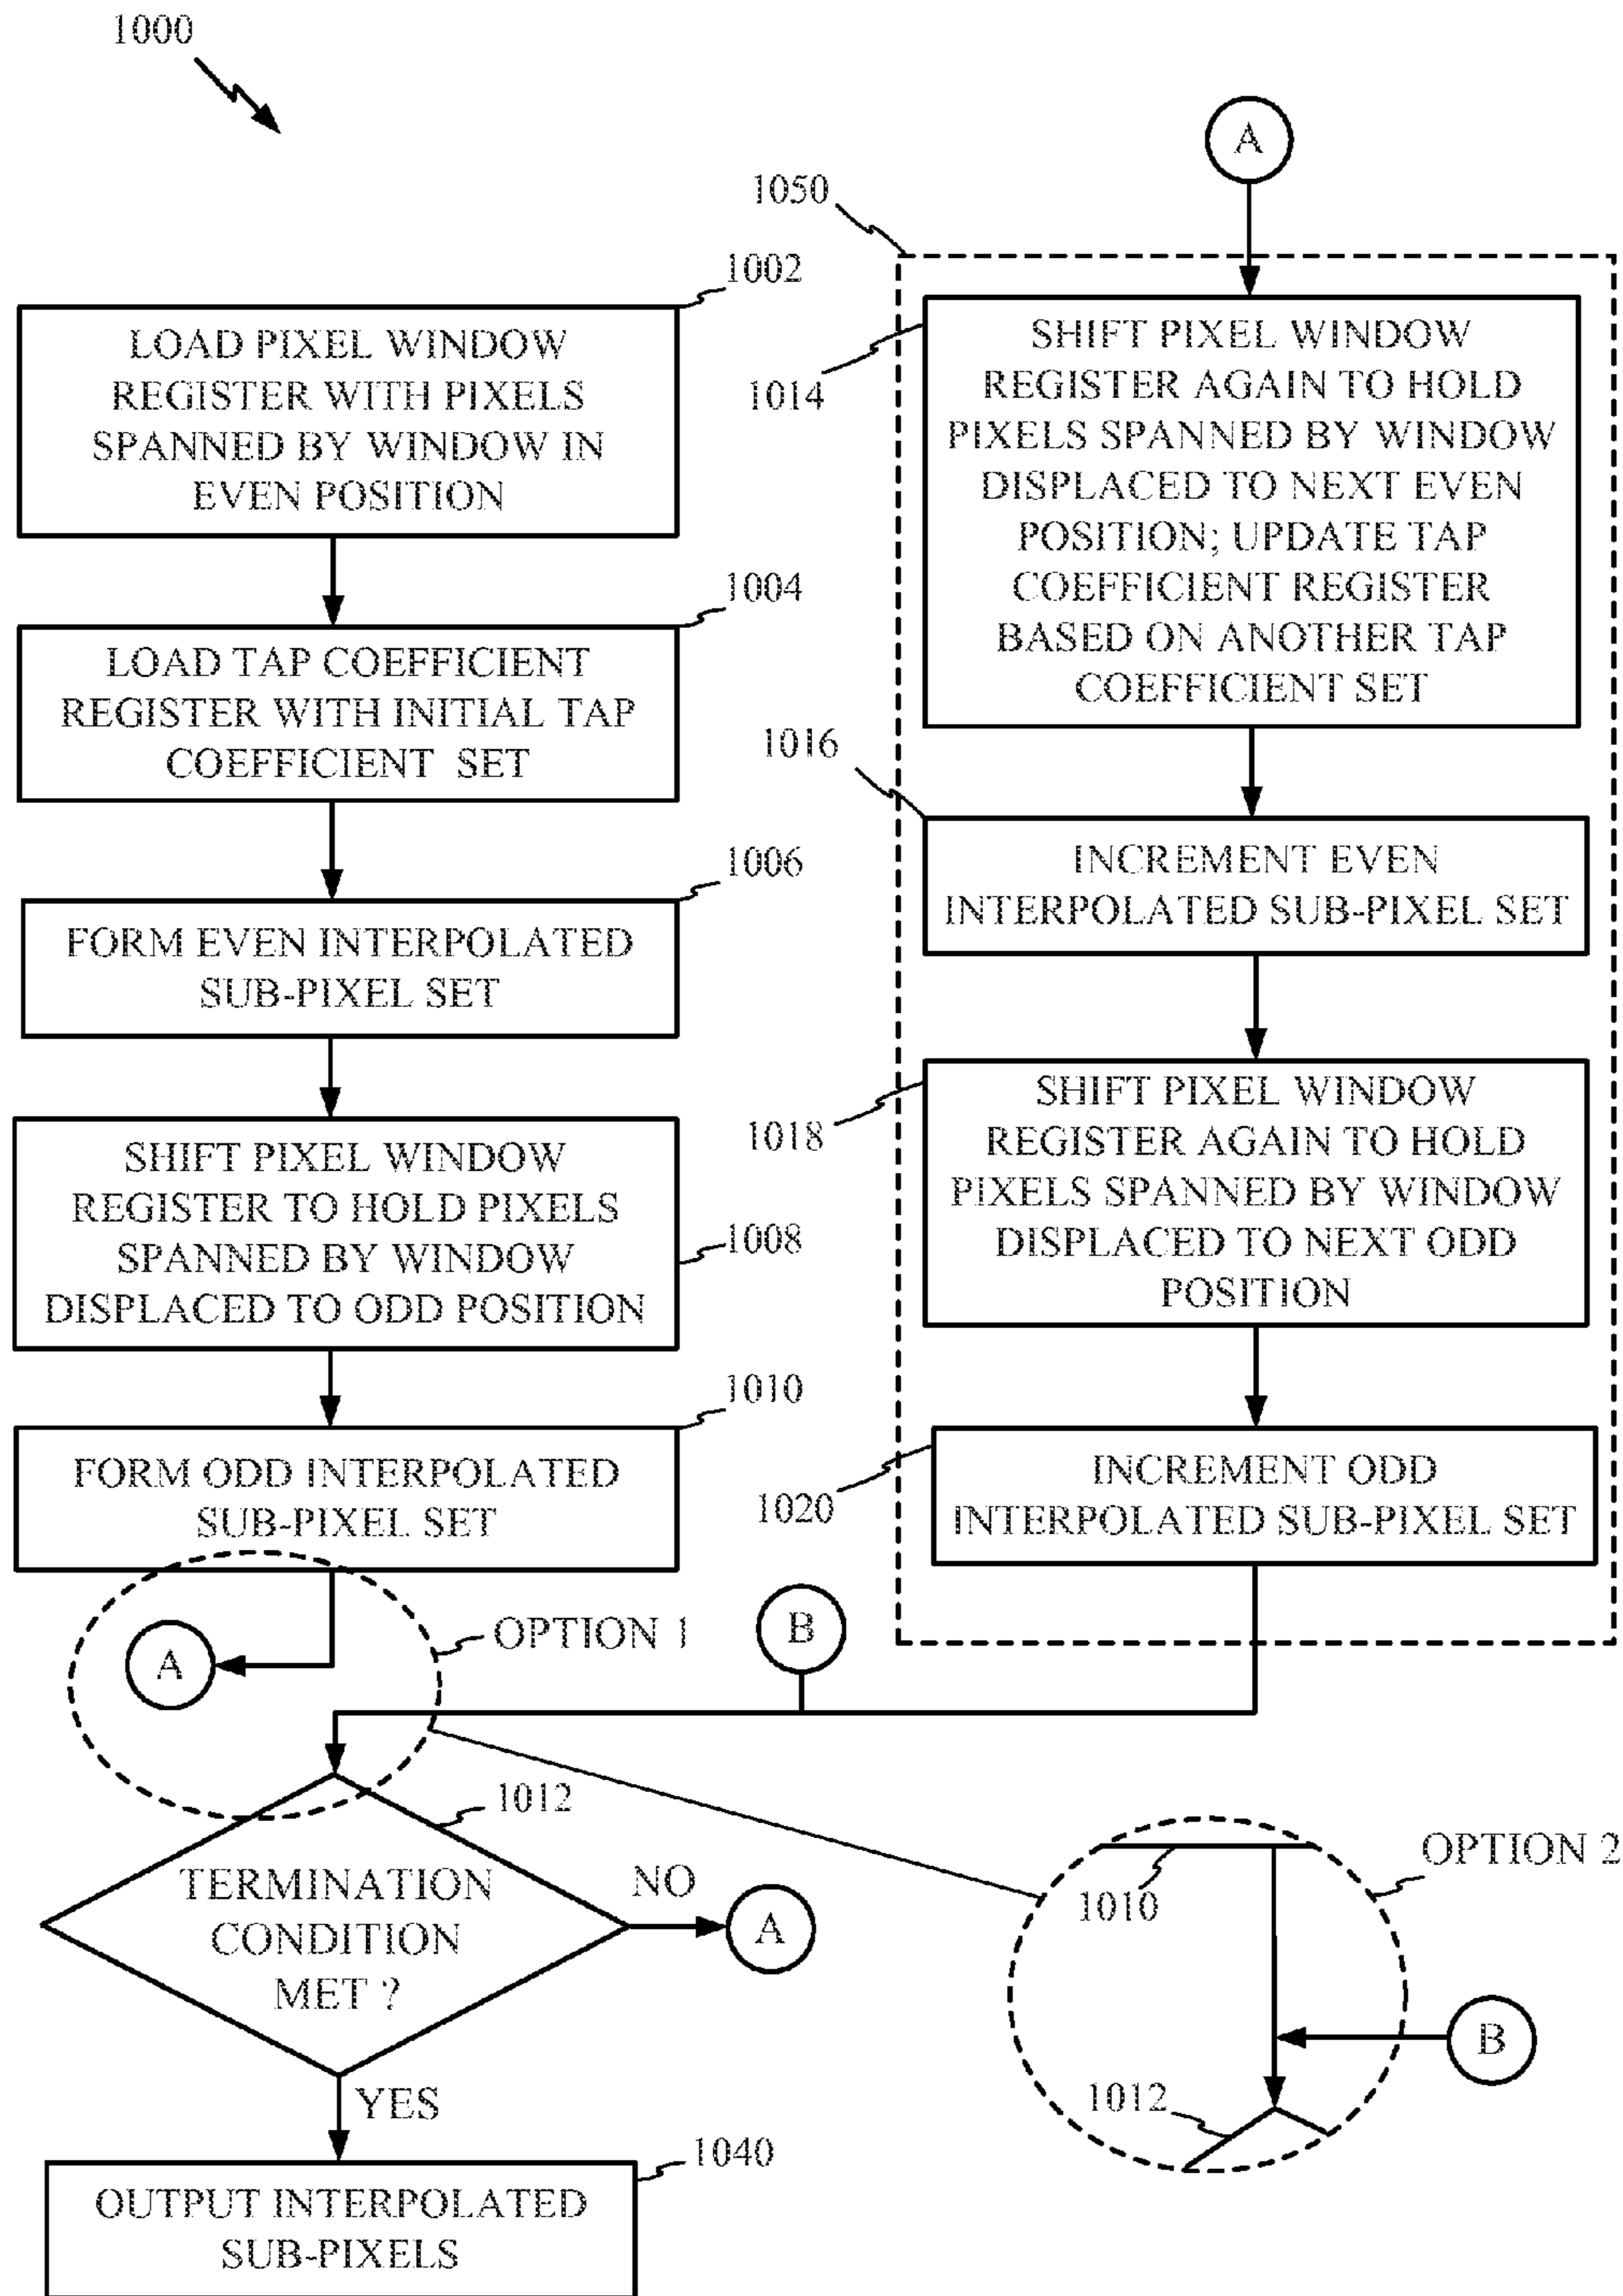 1000
1002
LOAD PIXEL WINDOW
REGISTER WITH PIXELS
SPANNED BY WINDOW IN
EVEN POSITION
1004
LOAD TAP COEFFICIENT
REGISTER WITH INITIAL TAP
COEFFICIENT SET
1006
FORM EVEN INTERPOLATED
SUB-PIXEL SET
SHIFT PIXEL WINDOW
REGISTER TO HOLD PIXELS
SPANNED BY WINDOW
DISPLACED TO ODD POSITION
1008
1010
FORM ODD INTERPOLATED
SUB-PIXEL SET
OPTION 1
A
B
1012
TERMINATION
CONDITION
MET ?
NO
A
YES
1040
OUTPUT INTERPOLATED
SUB-PIXELS
A
1050
1014
SHIFT PIXEL WINDOW
REGISTER AGAIN TO HOLD
PIXELS SPANNED BY WINDOW
DISPLACED TO NEXT EVEN
POSITION; UPDATE TAP
COEFFICIENT REGISTER
BASED ON ANOTHER TAP
COEFFICIENT SET
1016
INCREMENT EVEN
INTERPOLATED SUB-PIXEL SET
1018
SHIFT PIXEL WINDOW
REGISTER AGAIN TO HOLD
PIXELS SPANNED BY WINDOW
DISPLACED TO NEXT ODD
POSITION
1020
INCREMENT ODD
INTERPOLATED SUB-PIXEL SET
OPTION 2
1010
B
1012